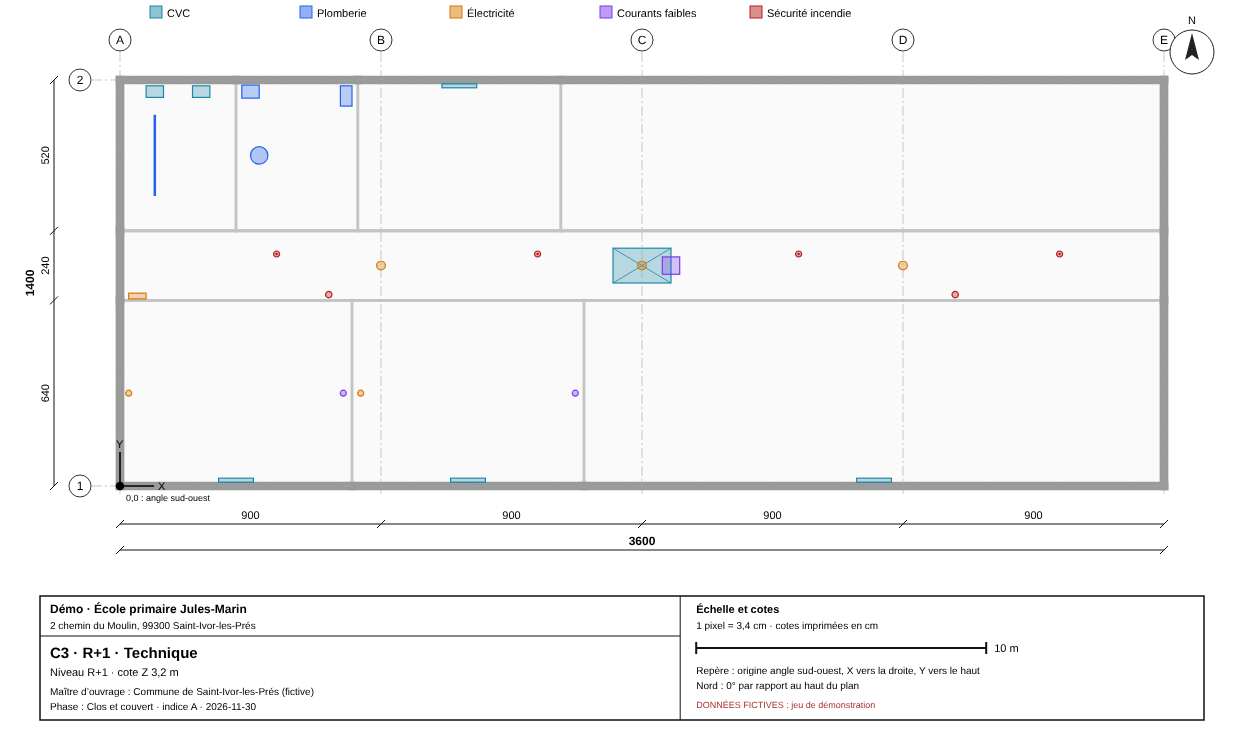 CVC
Plomberie
Électricité
Courants faibles
Sécurité incendie
N
A
B
C
D
E
2
520
240
1400
640
1
Y
X
0,0 : angle sud-ouest
900
900
900
900
3600
Démo · École primaire Jules-Marin
2 chemin du Moulin, 99300 Saint-Ivor-les-Prés
C3 · R+1 · Technique
Niveau R+1 · cote Z 3,2 m
Maître d'ouvrage : Commune de Saint-Ivor-les-Prés (fictive)
Phase : Clos et couvert · indice A · 2026-11-30
Échelle et cotes
1 pixel = 3,4 cm · cotes imprimées en cm
10 m
Repère : origine angle sud-ouest, X vers la droite, Y vers le haut
Nord : 0° par rapport au haut du plan
DONNÉES FICTIVES : jeu de démonstration